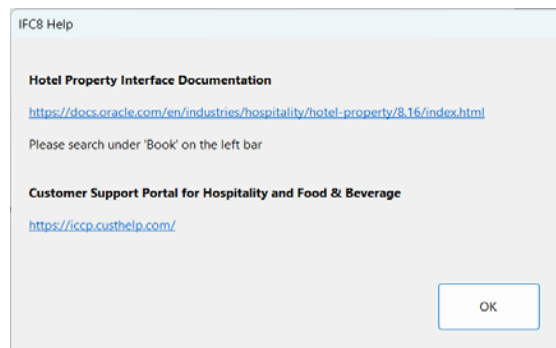 IFC8 Help
Hotel Property Interface Documentation
https://docs.oracle.com/en/industries/hospitality/hotel-property/8.16/index.html
Please search under 'Book' on the left bar
Customer Support Portal for Hospitality and Food & Beverage
https://iccp.custhelp.com/
OK